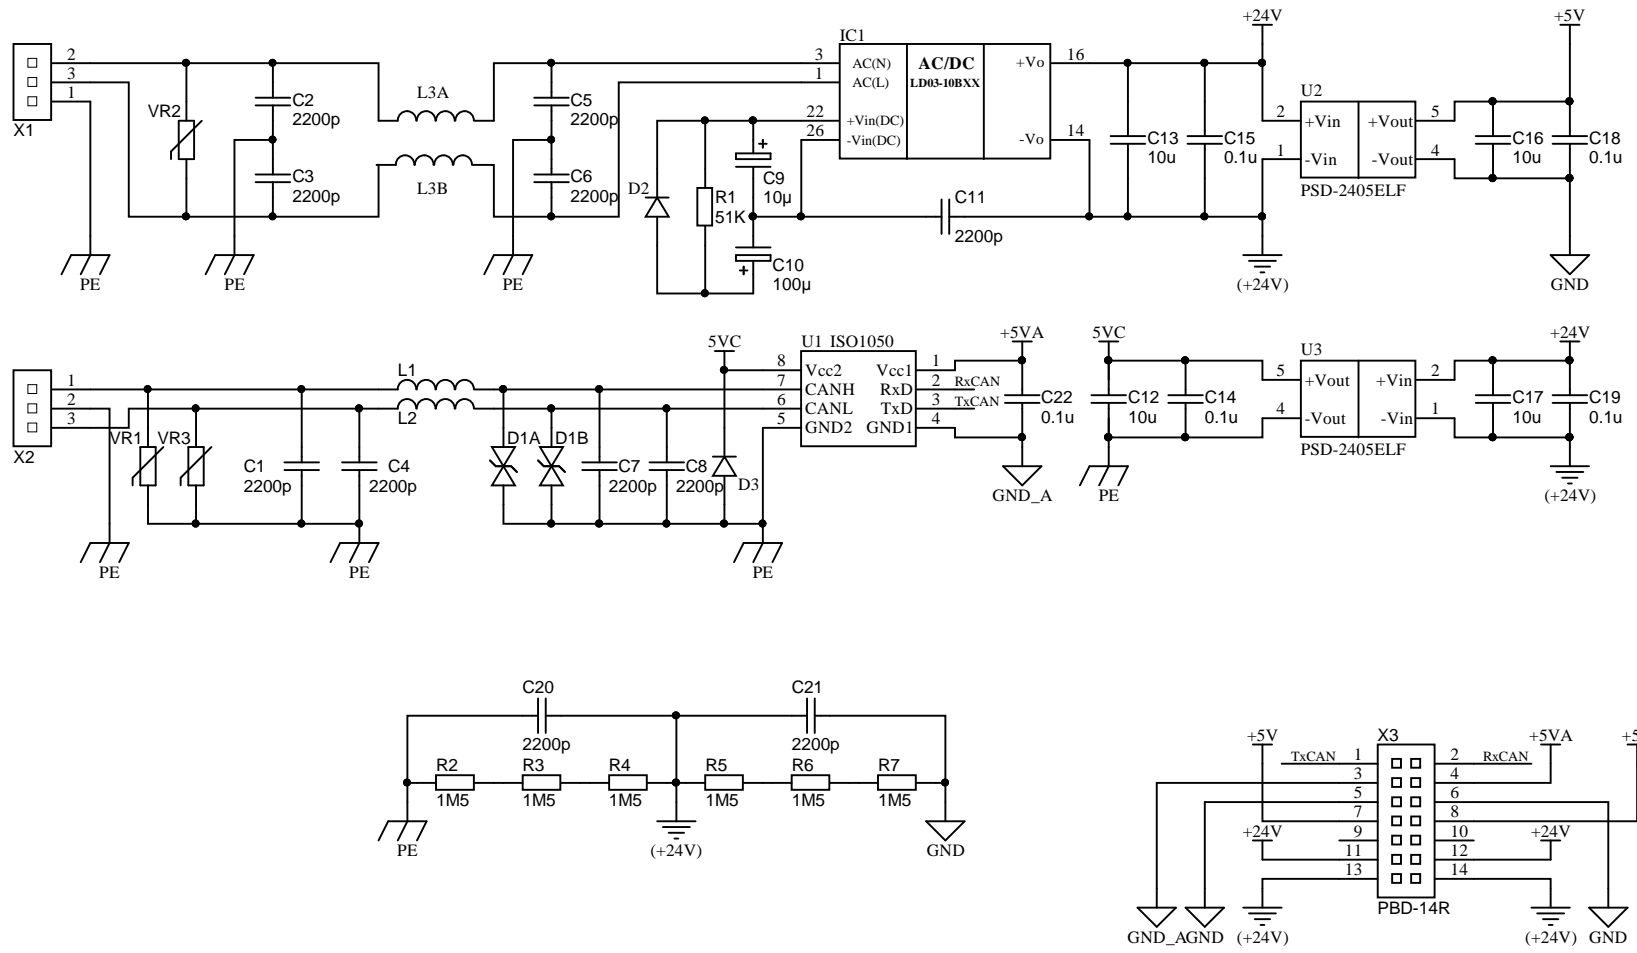 X1
2
3
1
VR2
C2
2200p
C3
2200p
L3A
L3B
C5
2200p
C6
2200p
PE
PE
PE
IC1
3
1
22
26
AC(N)
AC(L)
+Vin(DC)
-Vin(DC)
AC/DC
LD03-10BXX
+Vo
-Vo
16
14
D2
R1
51K
+
C9
10µ
+
C10
100µ
C11
2200p
C13
10u
C15
0.1u
+24V
(+24V)
U2
2
1
+Vin
-Vin
+Vout
-Vout
5
4
PSD-2405ELF
C16
10u
C18
0.1u
+5V
GND
X2
1
2
3
VR1
VR3
C1
2200p
C4
2200p
PE
PE
L1
L2
D1A
D1B
C7
2200p
C8
2200p
5VC
D3
PE
U1 ISO1050
8
7
6
5
Vcc2
CANH
CANL
GND2
Vcc1
RxD
TxD
GND1
1
2
3
4
RxCAN
TxCAN
+5VA
C22
0.1u
GND_A
5VC
C12
10u
C14
0.1u
PE
U3
5
4
+Vout
-Vout
+Vin
-Vin
2
1
PSD-2405ELF
C17
10u
C19
0.1u
+24V
(+24V)
C20
2200p
C21
2200p
R2
1M5
R3
1M5
R4
1M5
R5
1M5
R6
1M5
R7
1M5
PE
(+24V)
GND
X3
+5V
TxCAN
1
3
5
7
9
11
13
2
4
6
8
10
12
14
RxCAN
+5VA
+24V
+24V
PBD-14R
GND_A
GND
(+24V)
(+24V)
GND